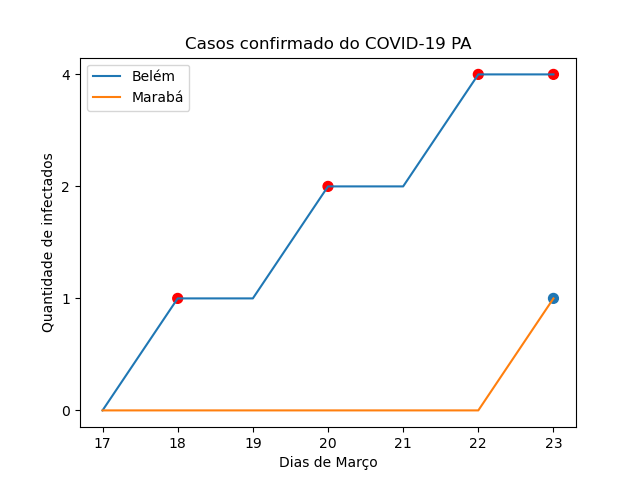 Casos confirmado do COVID-19 PA
Belém
Marabá
Quantidade de infectados
4
2
1
0
17 18 19 20 21 22 23
Dias de Março